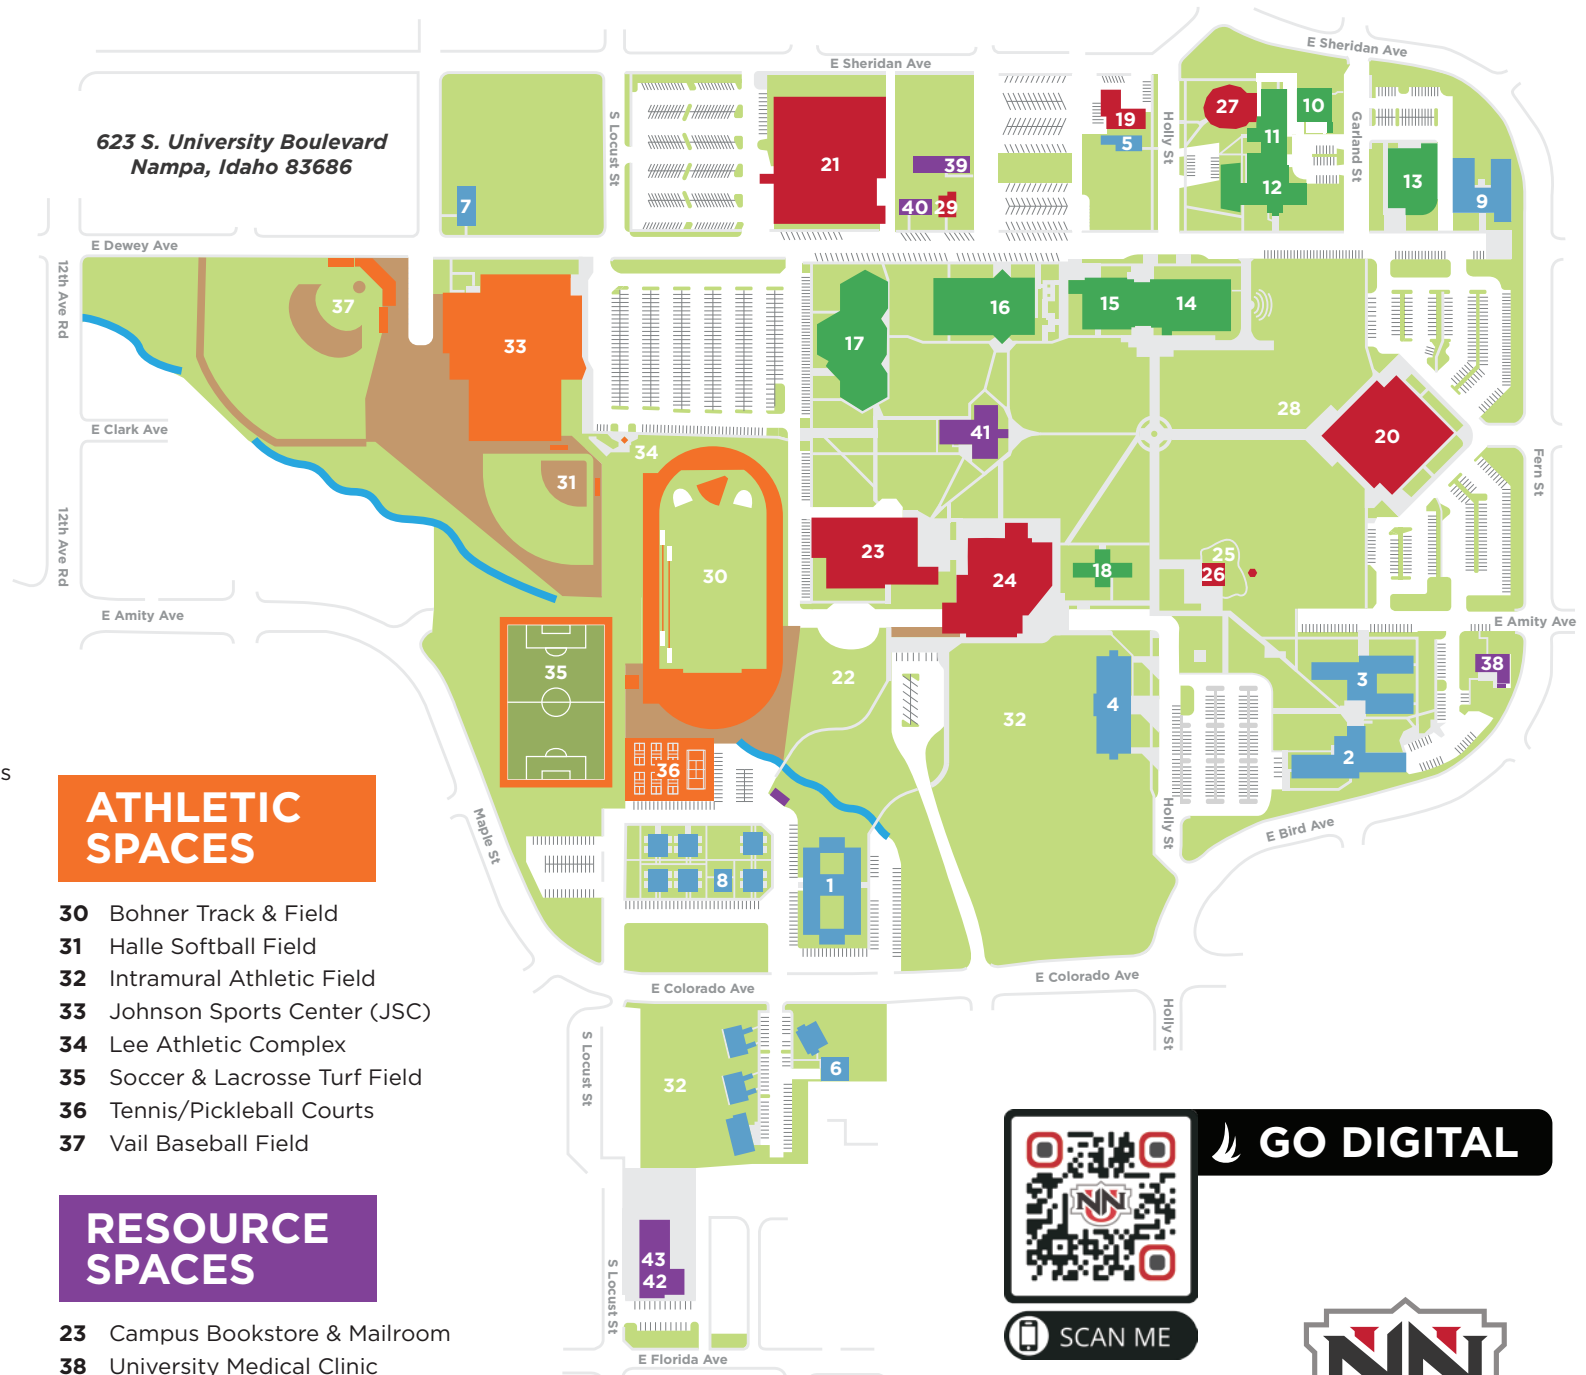 E Sheridan Ave
E Sheridan Ave
623 S. University Boulevard
Nampa, Idaho 83686
S Locust St
Holly St
Garland St
27
10
19
11
5
21
39
13
12
9
7
40
29
E Dewey Ave
12th Ave Rd
37
33
16
15
14
17
28
20
E Clark Ave
41
34
31
Fern St
12th Ave Rd
23
25
30
24
18
26
E Amity Ave
E Amity Ave
35
22
38
3
32
4
2
36
s
Maple St
Holly St
E Bird Ave
8
1
ATHLETIC
SPACES
30 Bohner Track & Field
31 Halle Softball Field
32 Intramural Athletic Field
33 Johnson Sports Center (JSC)
34 Lee Athletic Complex
35 Soccer & Lacrosse Turf Field
36 Tennis/Pickleball Courts
37 Vail Baseball Field
E Colorado Ave
E Colorado Ave
Holly St
S Locust St
6
32
GO DIGITAL
NNU
RESOURCE
SPACES
43
42
S Locust St
SCAN ME
23 Campus Bookstore & Mailroom
38 University Medical Clinic
E Florida Ave
NN